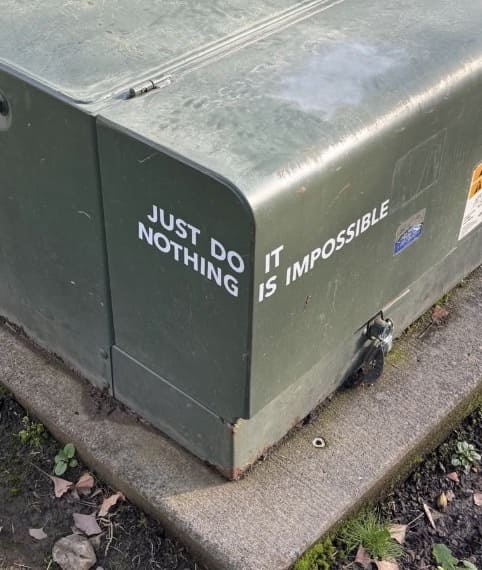 JUST DO IT
NOTHING IS IMPOSSIBLE